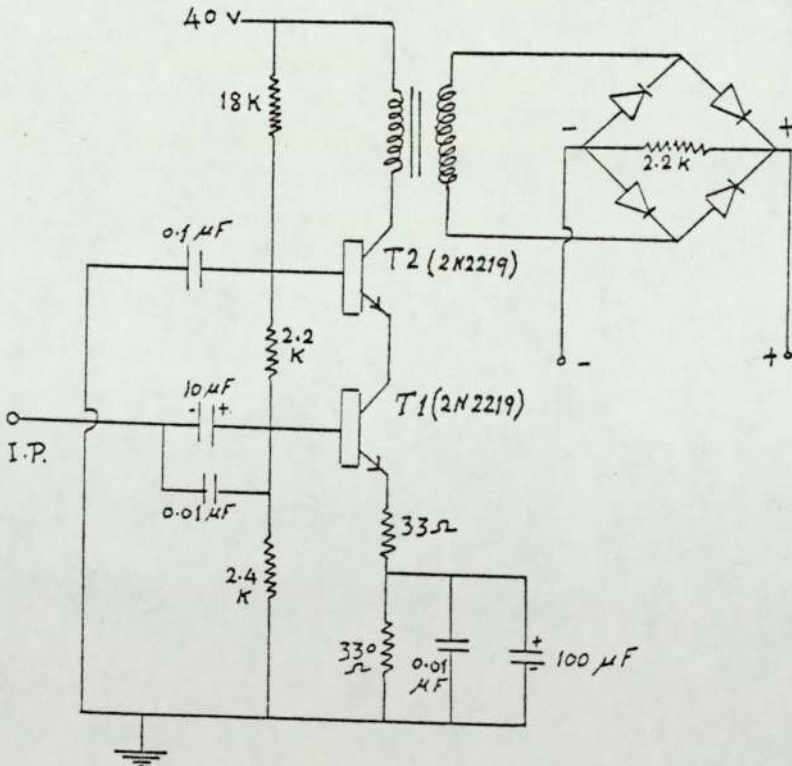 40 V
18K
- +
2.2 K
0.1 µF
T2 (2N2219)
2.2
K
- +
10 µF
- +
T1 (2N2219)
I.P.
0.01 µF
33Ω
2.4
K
330
Ω
0.01
µF
+
-
100 µF